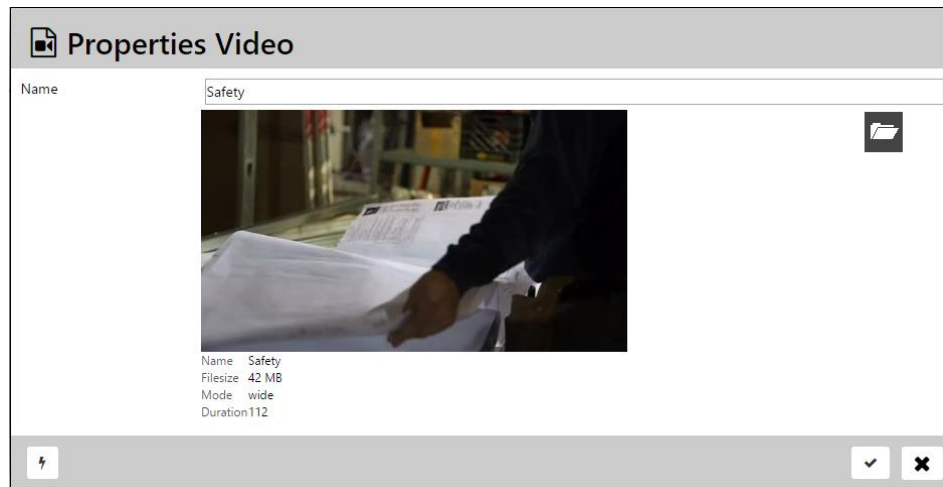 Properties Video
Name Safety
Name Safety
Filesize 42 MB
Mode wide
Duration 112